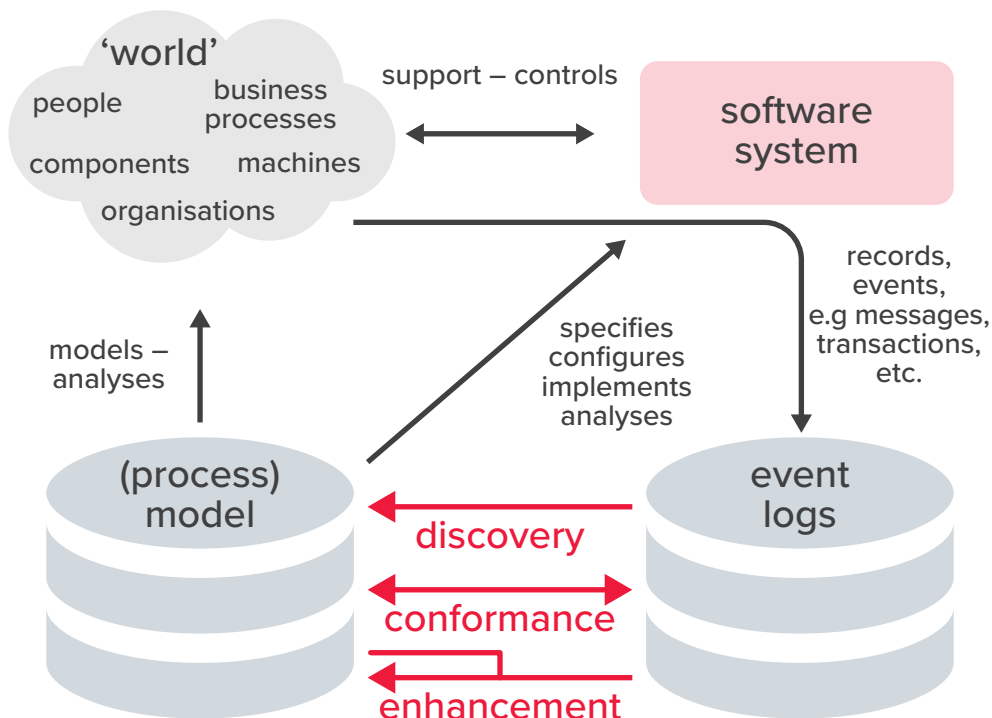 ‘world’
people
business
processes
components
machines
organisations
support – controls
software
system
records,
events,
e.g messages,
transactions,
etc.
models –
analyses
specifies
configures
implements
analyses
(process)
model
event
logs
discovery
conformance
enhancement